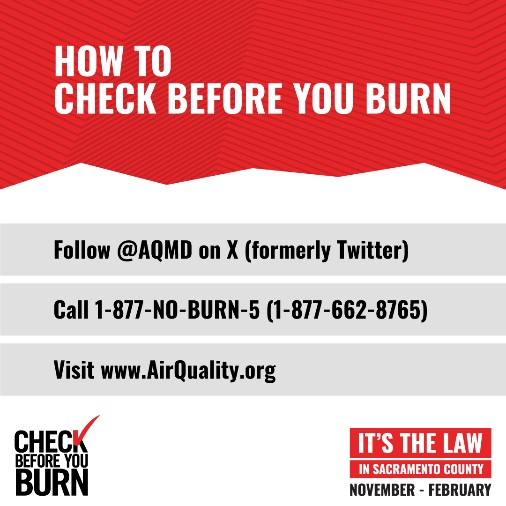 HOW TO
CHECK BEFORE YOU BURN
Follow @AQMD on X (formerly Twitter)
Call 1-877-NO-BURN-5 (1-877-662-8765)
Visit www.AirQuality.org
CHECK
BEFORE YOU
BURN
IT'S THE LAW
IN SACRAMENTO COUNTY
NOVEMBER - FEBRUARY